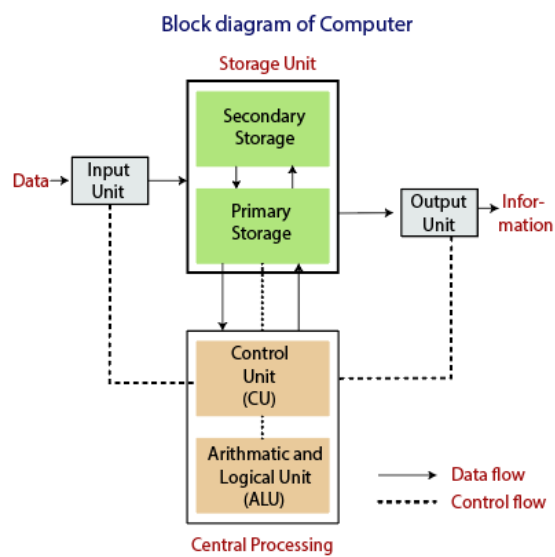 Block diagram of Computer
Storage Unit
Secondary
Storage
Data
Input
Unit
Primary
Storage
Output
Unit
Infor-
mation
Control
Unit
(CU)
Arithmatic and
Logical Unit
(ALU)
Data flow
Control flow
Central Processing